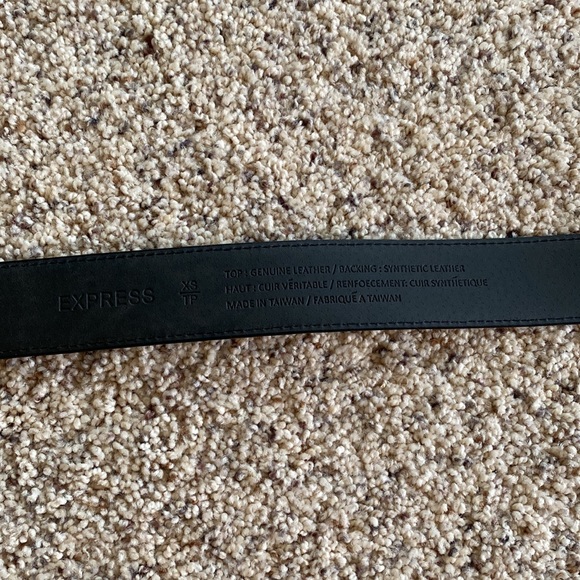 EXPRESS
XS
TP
TOP : GENUINE LEATHER / BACKING : SYNTHETIC LEATHER
HAUT : CUIR VÉRITABLE / RENFORCEMENT: CUIR SYNTHÉTIQUE
MADE IN TAIWAN / FABRIQUÉ A TAIWAN